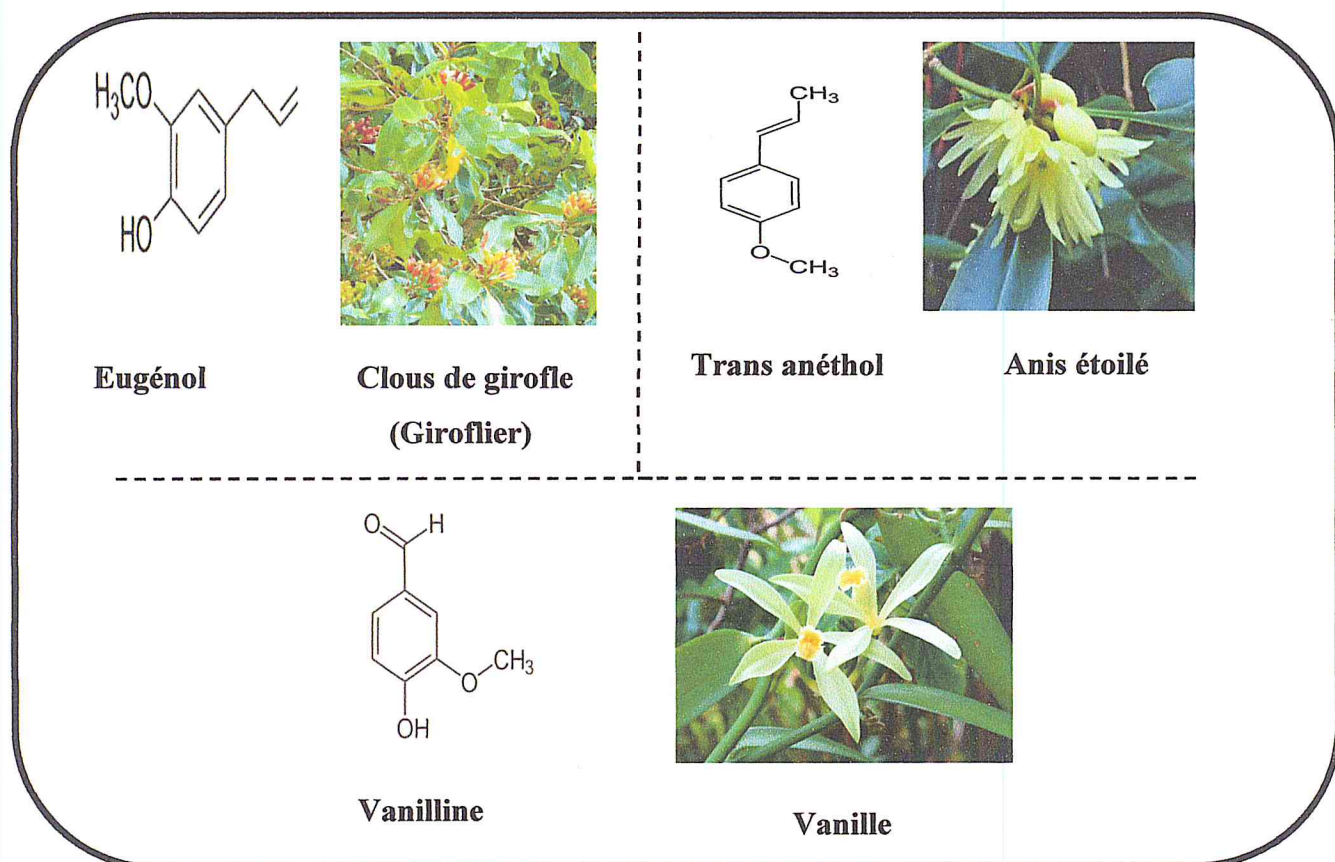 H₃CO
HO
Eugénol
Clous de girofle
(Giroflier)
CH₃
O
CH₃
Trans anéthol
Anis étoilé
O
H
O
CH₃
OH
Vanilline
Vanille